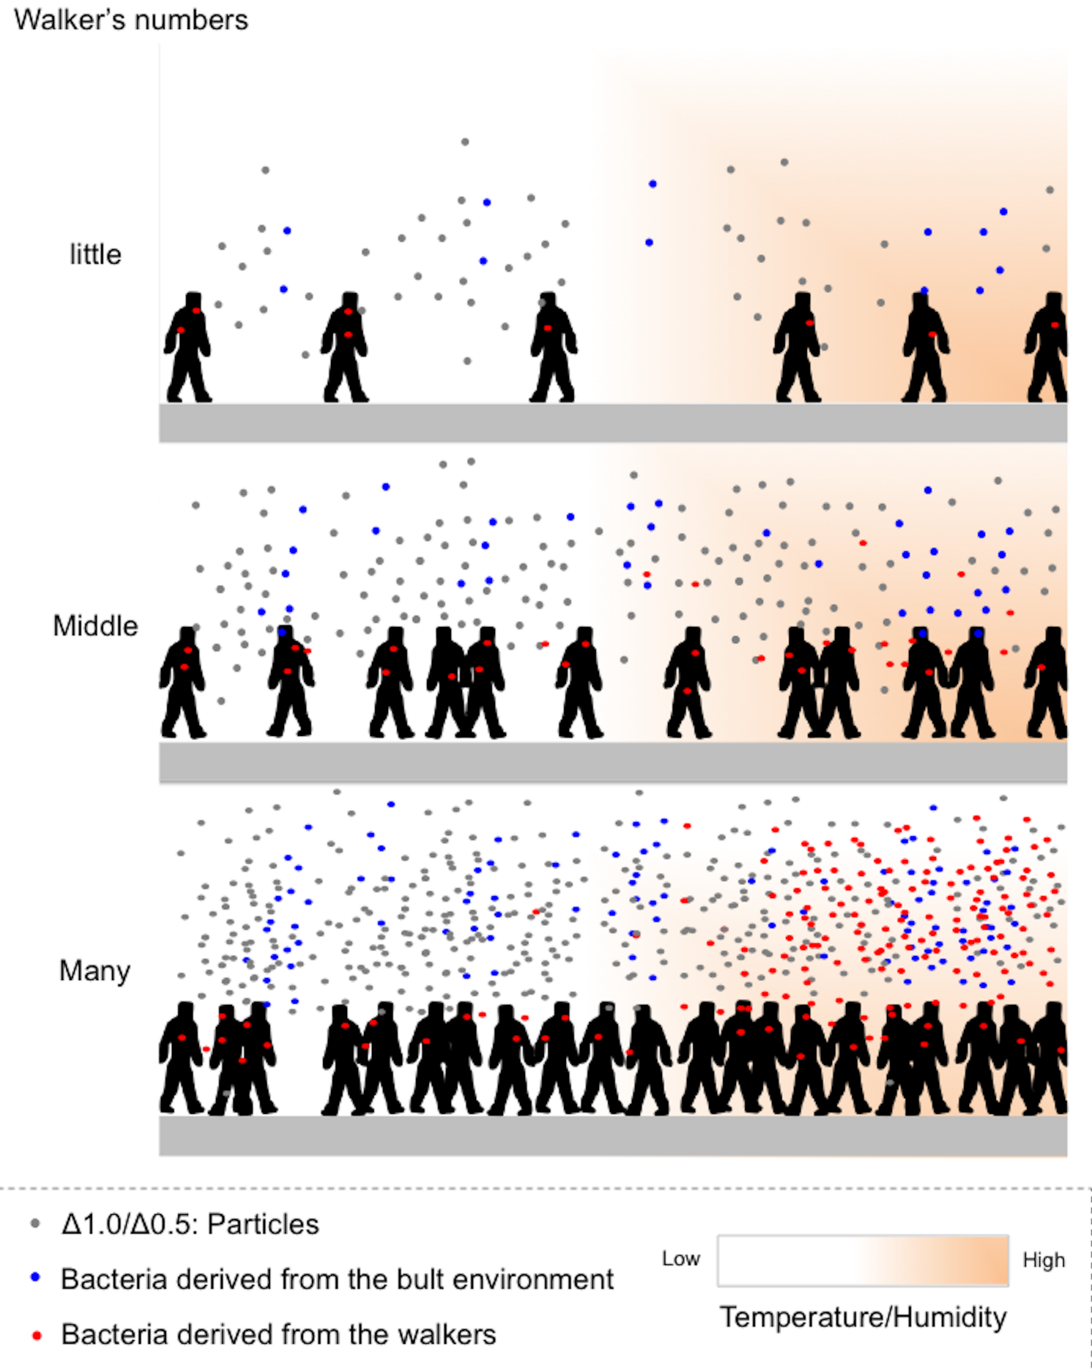 Walker’s numbers
little
Middle
Many
Δ1.0/Δ0.5: Particles
Bacteria derived from the bult environment
Bacteria derived from the walkers
Low
High
Temperature/Humidity